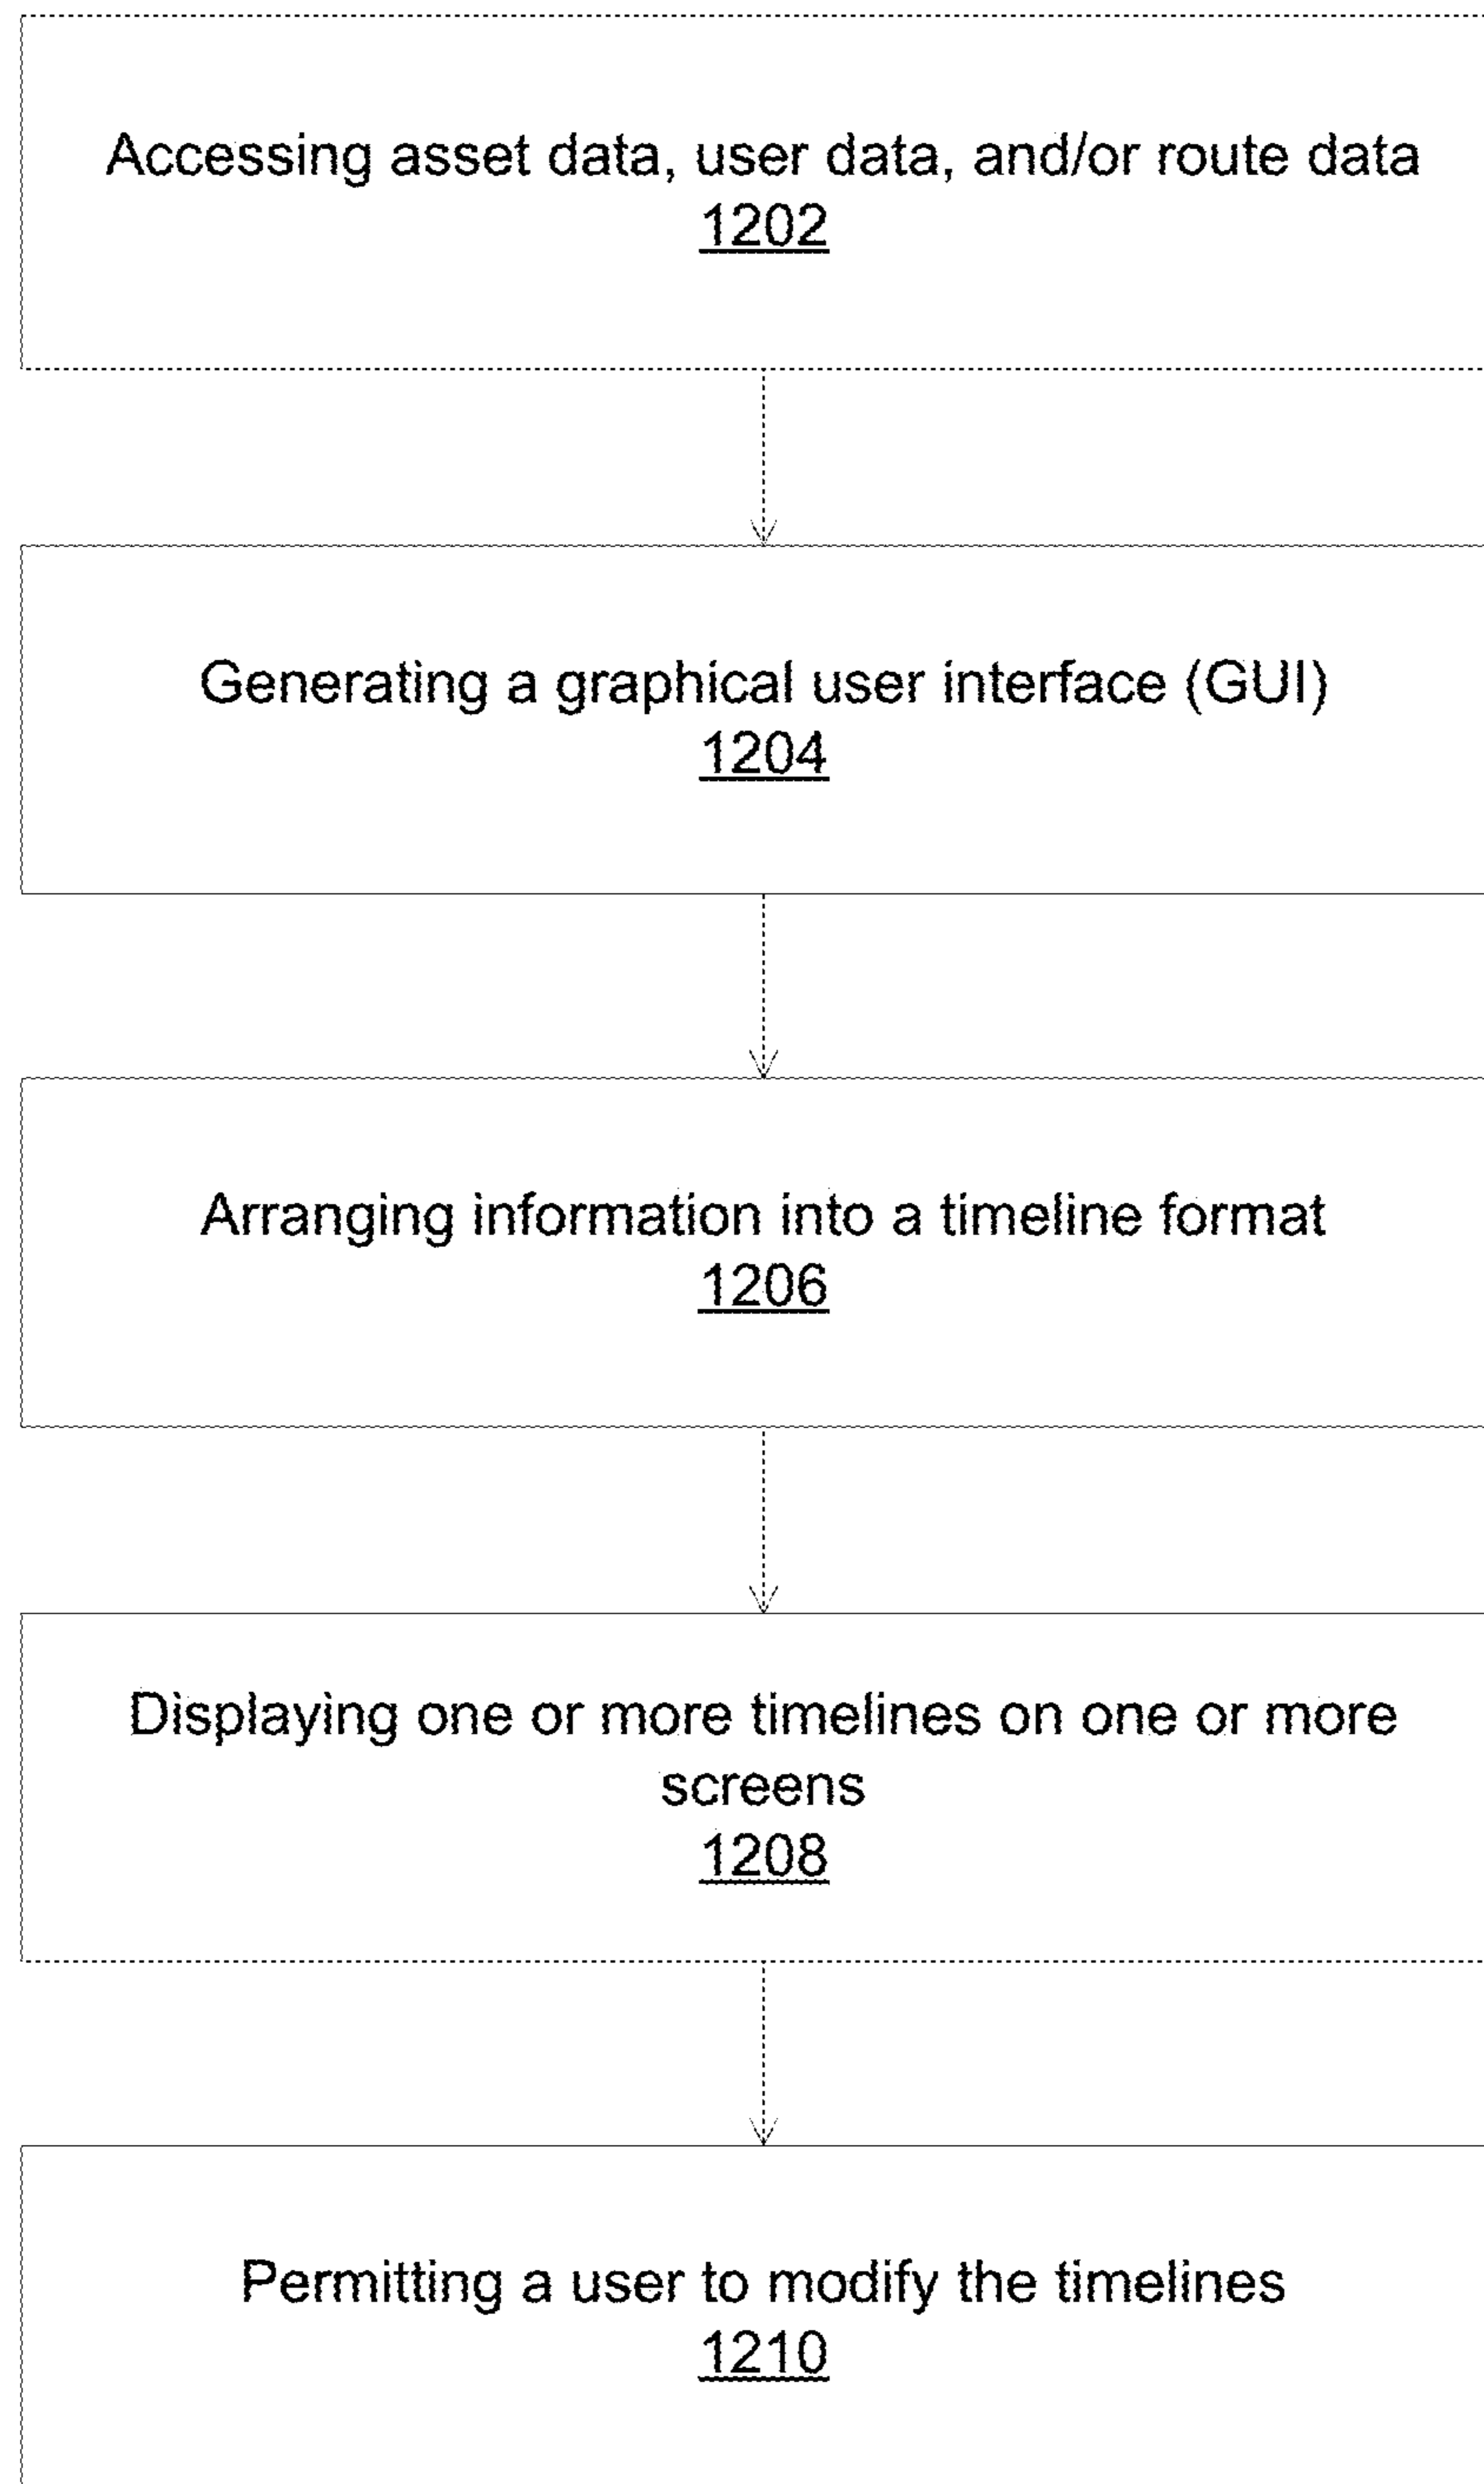 Accessing asset data, user data, and/or route data
1202
Generating a graphical user interface (GUI)
1204
Arranging information into a timeline format
1206
Displaying one or more timelines on one or more
screens
1208
Permitting a user to modify the timelines
1210